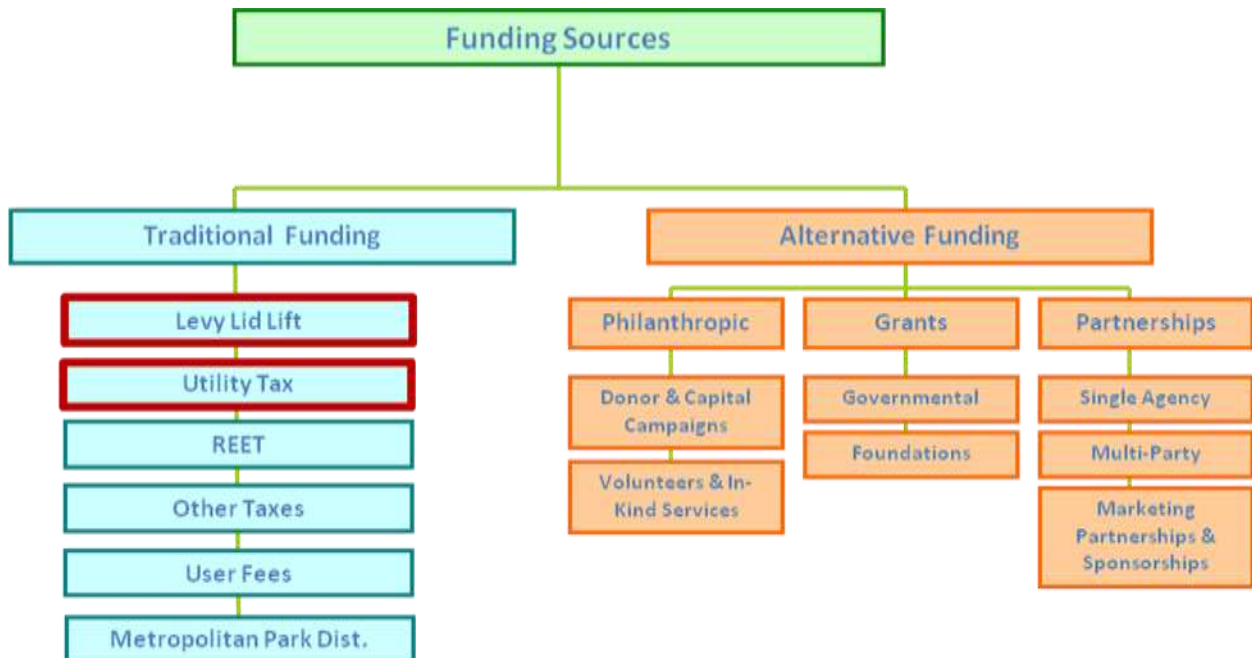 Funding Sources
Traditional Funding
Levy Lid Lift
Utility Tax
REET
Other Taxes
User Fees
Metropolitan Park Dist.
Alternative Funding
Philanthropic
Donor & Capital
Campaigns
Volunteers & In-
Kind Services
Grants
Governmental
Foundations
Partnerships
Single Agency
Multi-Party
Marketing
Partnerships &
Sponsorships